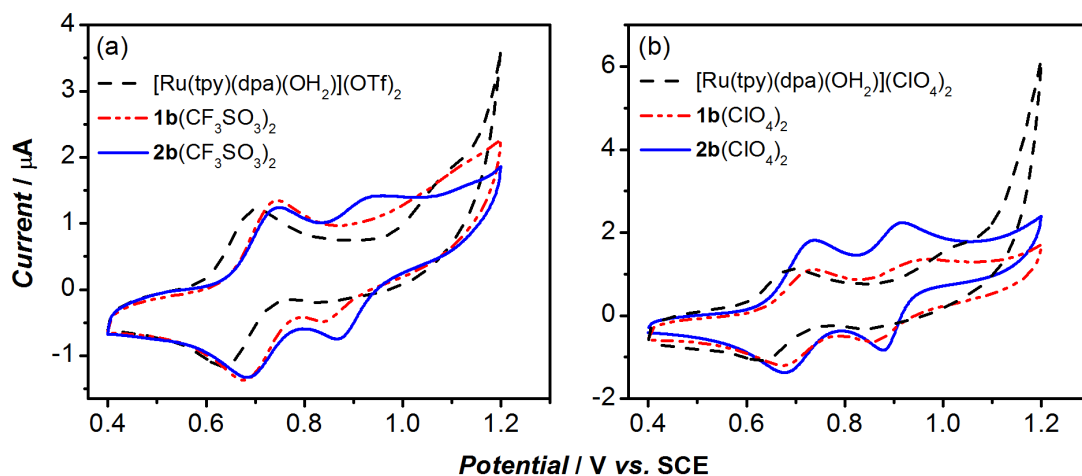 (a)
[Ru(tpy)(dpa)(OH₂)](OTf)₂
1b(CF₃SO₃)₂
2b(CF₃SO₃)₂
4
3
2
1
0
-1
0.4 0.6 0.8 1.0 1.2
Current / μA
(b)
[Ru(tpy)(dpa)(OH₂)](ClO₄)₂
1b(ClO₄)₂
2b(ClO₄)₂
6
4
2
0
-2
0.4 0.6 0.8 1.0 1.2
Potential / V vs. SCE